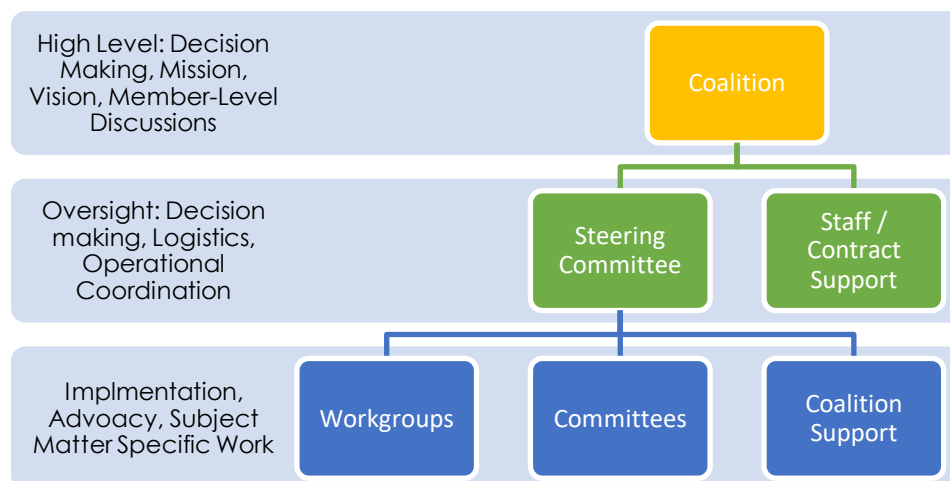 High Level: Decision
Making, Mission,
Vision, Member-Level
Discussions
Coalition
Oversight: Decision
making, Logistics,
Operational
Coordination
Steering
Committee
Staff /
Contract
Support
Implmentation,
Advoacy, Subject
Matter Specific Work
Workgroups
Committees
Coalition
Support